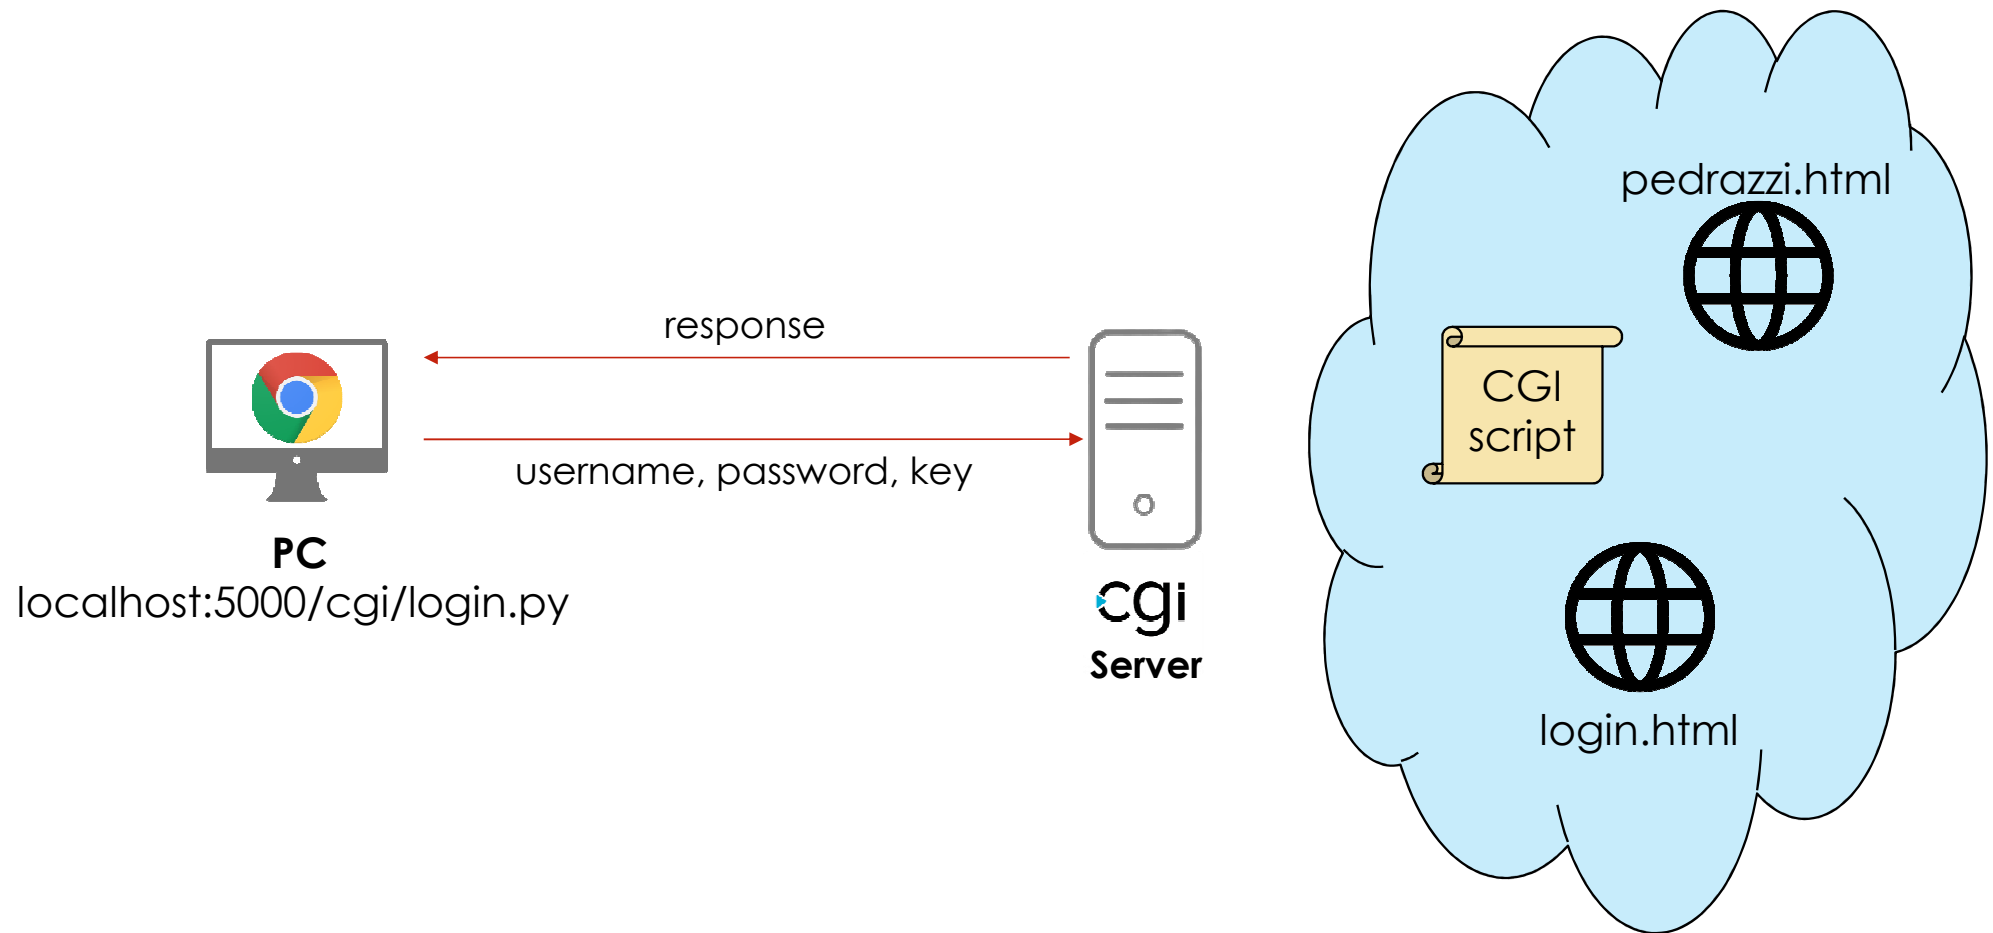 pedrazzi.html
response
CGI
script
username, password, key
PC
localhost:5000/cgi/login.py
cgi
Server
login.html